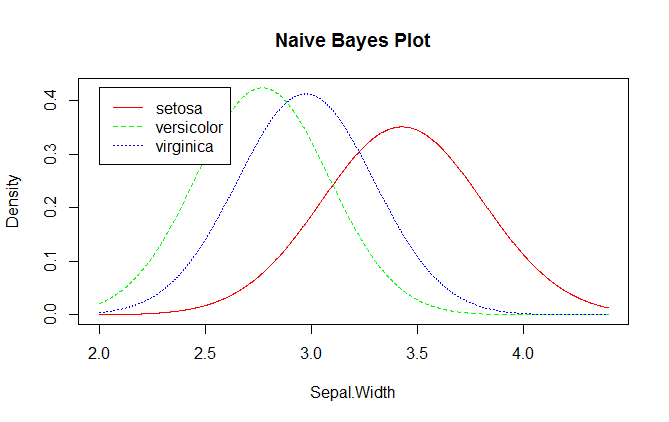 Naive Bayes Plot
setosa
versicolor
virginica
Density
0.0
0.1
0.2
0.3
0.4
2.0 2.5 3.0 3.5 4.0
Sepal.Width